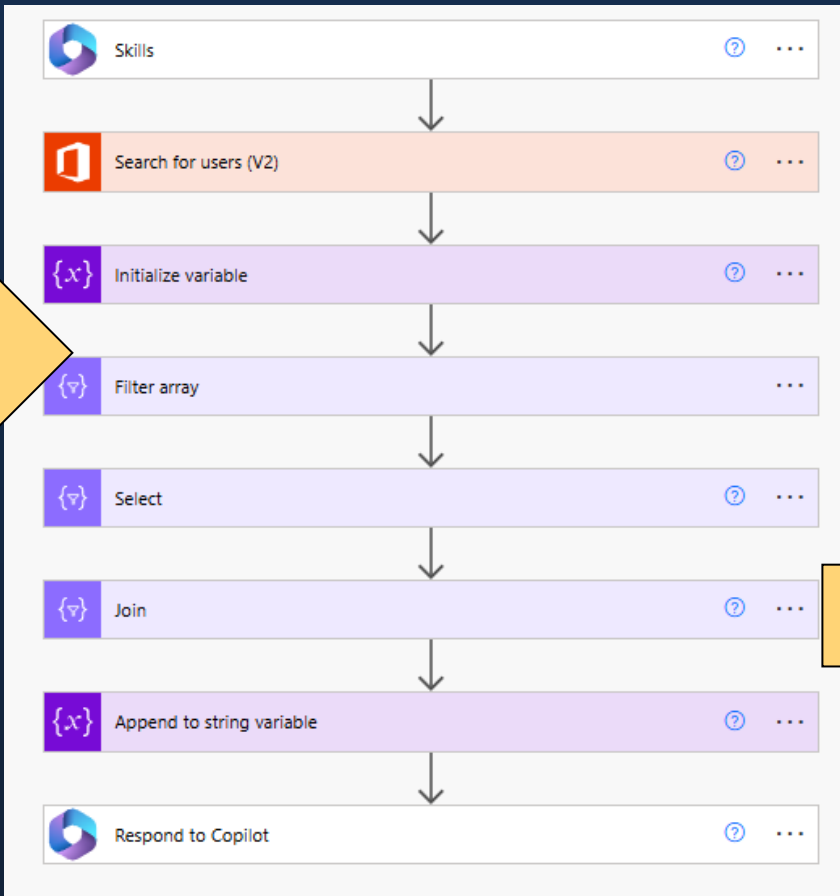 Skills
Search for users (V2)
{x} Initialize variable
Filter array
Select
Join
{x} Append to string variable
Respond to Copilot